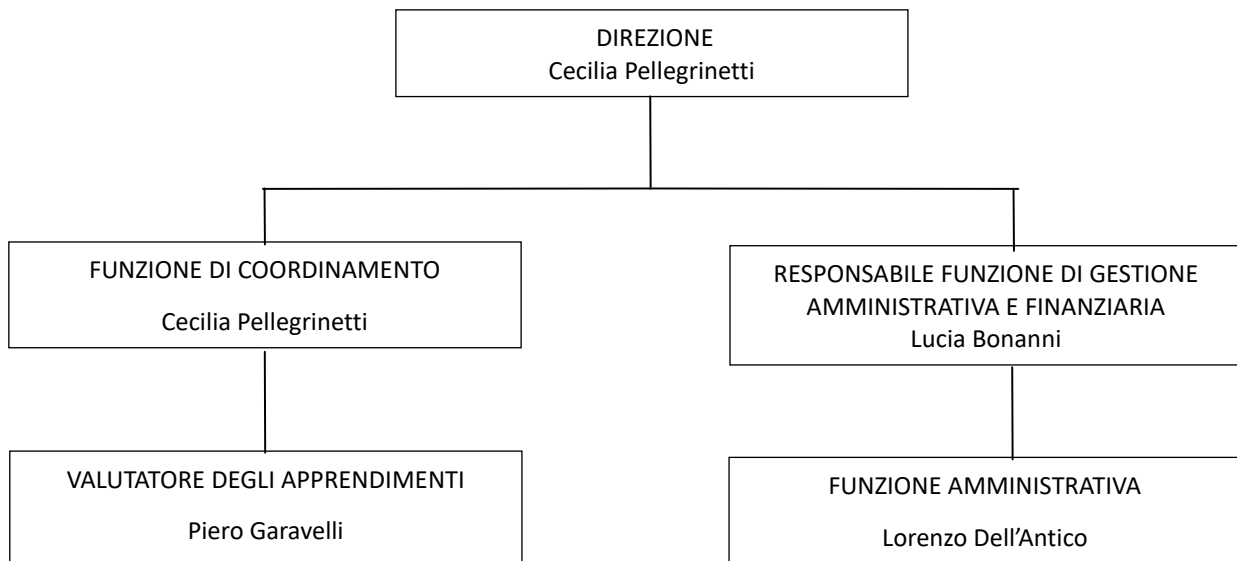 DIREZIONE
Cecilia Pellegrinetti
FUNZIONE DI COORDINAMENTO
Cecilia Pellegrinetti
RESPONSABILE FUNZIONE DI GESTIONE
AMMINISTRATIVA E FINANZIARIA
Lucia Bonanni
VALUTATORE DEGLI APPRENDIMENTI
Piero Garavelli
FUNZIONE AMMINISTRATIVA
Lorenzo Dell’Antico